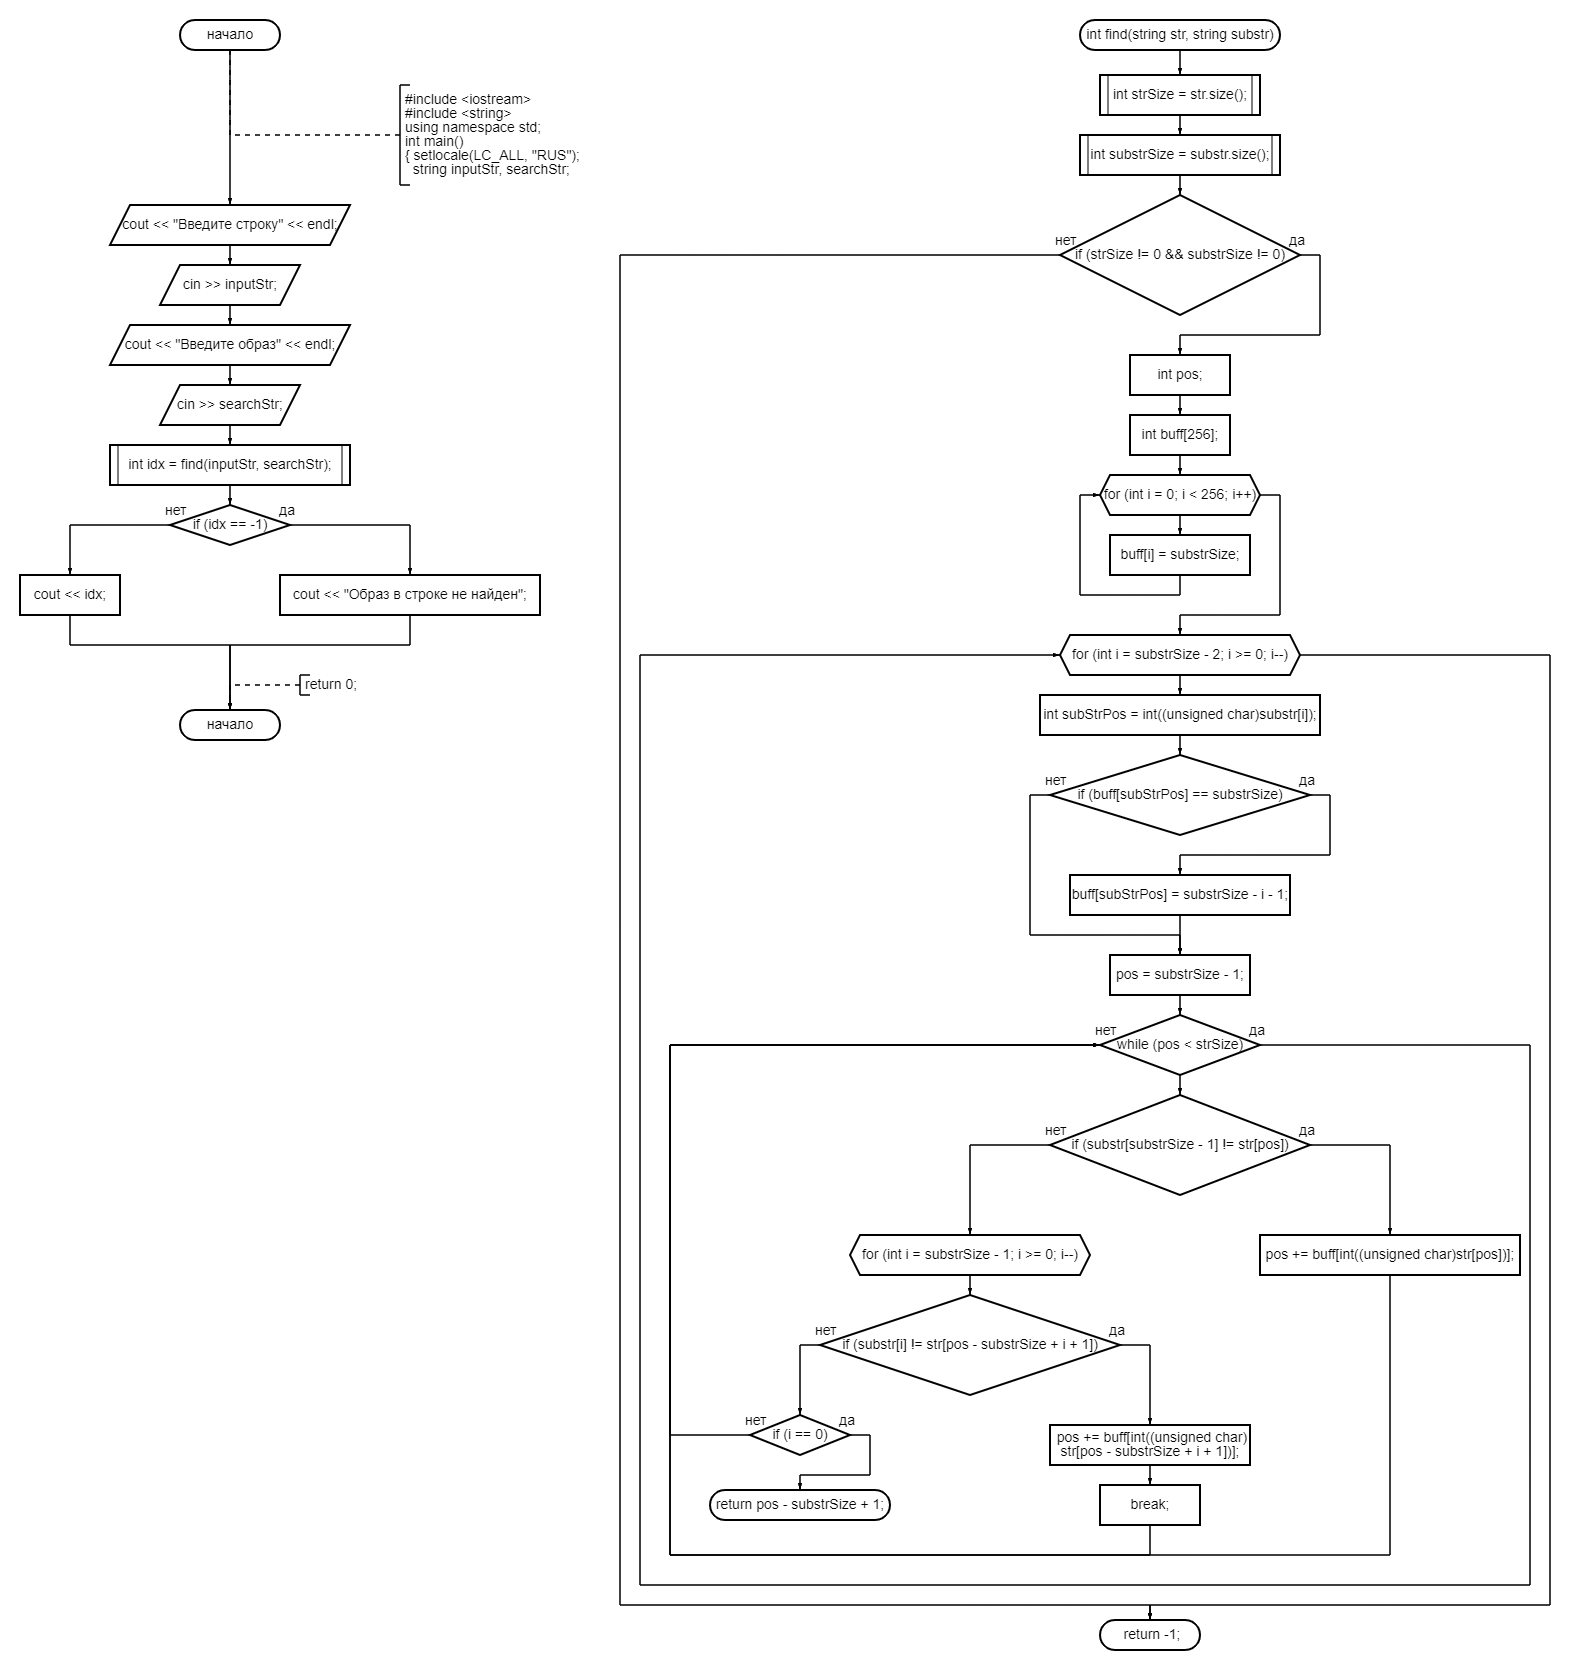 начало
#include <iostream>
#include <string>
using namespace std;
int main()
{ setlocale(LC_ALL, "RUS");
string inputStr, searchStr;
cout << "Введите строку" << endl;
cin >> inputStr;
cout << "Введите образ" << endl;
cin >> searchStr;
int idx = find(inputStr, searchStr);
нет
да
if (idx == -1)
cout << idx;
cout << "Образ в строке не найден";
return 0;
начало
int find(string str, string substr)
int strSize = str.size();
int substrSize = substr.size();
нет
да
if (strSize != 0 && substrSize != 0)
int pos;
int buff[256];
for (int i = 0; i < 256; i++)
buff[i] = substrSize;
for (int i = substrSize - 2; i >= 0; i--)
int subStrPos = int((unsigned char)substr[i]);
нет
да
if (buff[subStrPos] == substrSize)
buff[subStrPos] = substrSize - i - 1;
pos = substrSize - 1;
нет
да
while (pos < strSize)
нет
да
if (substr[substrSize - 1] != str[pos])
for (int i = substrSize - 1; i >= 0; i--)
pos += buff[int((unsigned char)str[pos])];
нет
да
if (substr[i] != str[pos - substrSize + i + 1])
нет
да
if (i == 0)
pos += buff[int((unsigned char)
str[pos - substrSize + i + 1])];
return pos - substrSize + 1;
break;
return -1;